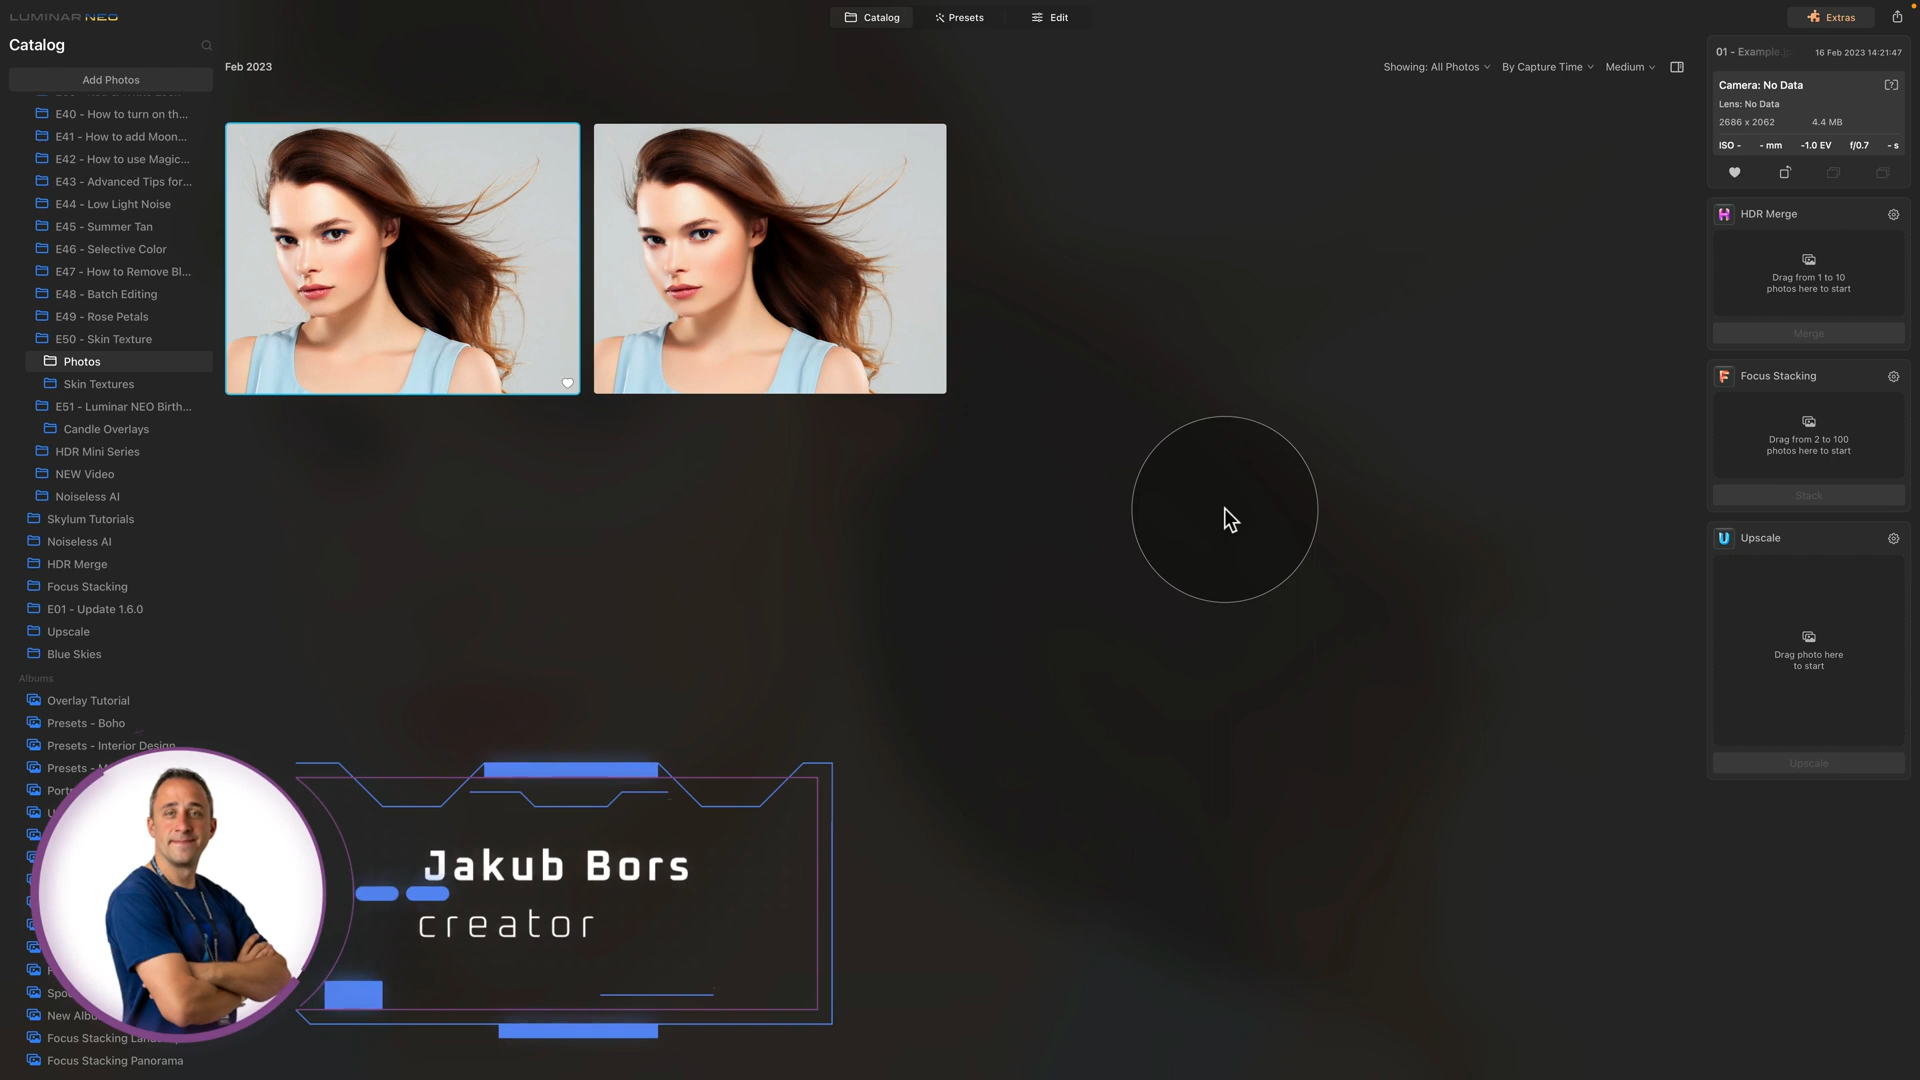 LUMINAR NEO
Catalog
Presets
Edit
Extras
Catalog
Add Photos
E40 - How to turn on th...
E41 - How to add Moon...
E42 - How to use Magic...
E43 - Advanced Tips for...
E44 - Low Light Noise
E45 - Summer Tan
E46 - Selective Color
E47 - How to Remove Bl...
E48 - Batch Editing
E49 - Rose Petals
E50 - Skin Texture
Photos
Skin Textures
E51 - Luminar NEO Birth...
Candle Overlays
HDR Mini Series
NEW Video
Noiseless AI
Skylum Tutorials
Noiseless AI
HDR Merge
Focus Stacking
E01 - Update 1.6.0
Upscale
Blue Skies
Albums
Overlay Tutorial
Presets - Boho
Presets - Interior Design
Presets -
New
Focus Stacking
Focus Stacking Panorama
Feb 2023
Showing: All Photos
By Capture Time
Medium
Jakub Bors
creator
01 - Example.jp
16 Feb 2023 14:21:47
Camera: No Data
Lens: No Data
2686 x 2062
4.4 MB
ISO -
- mm
-1.0 EV
f/0.7
- s
HDR Merge
Drag from 1 to 10
photos here to start
Merge
Focus Stacking
Drag from 2 to 100
photos here to start
Stack
Upscale
Drag photo here
to start
Upscale